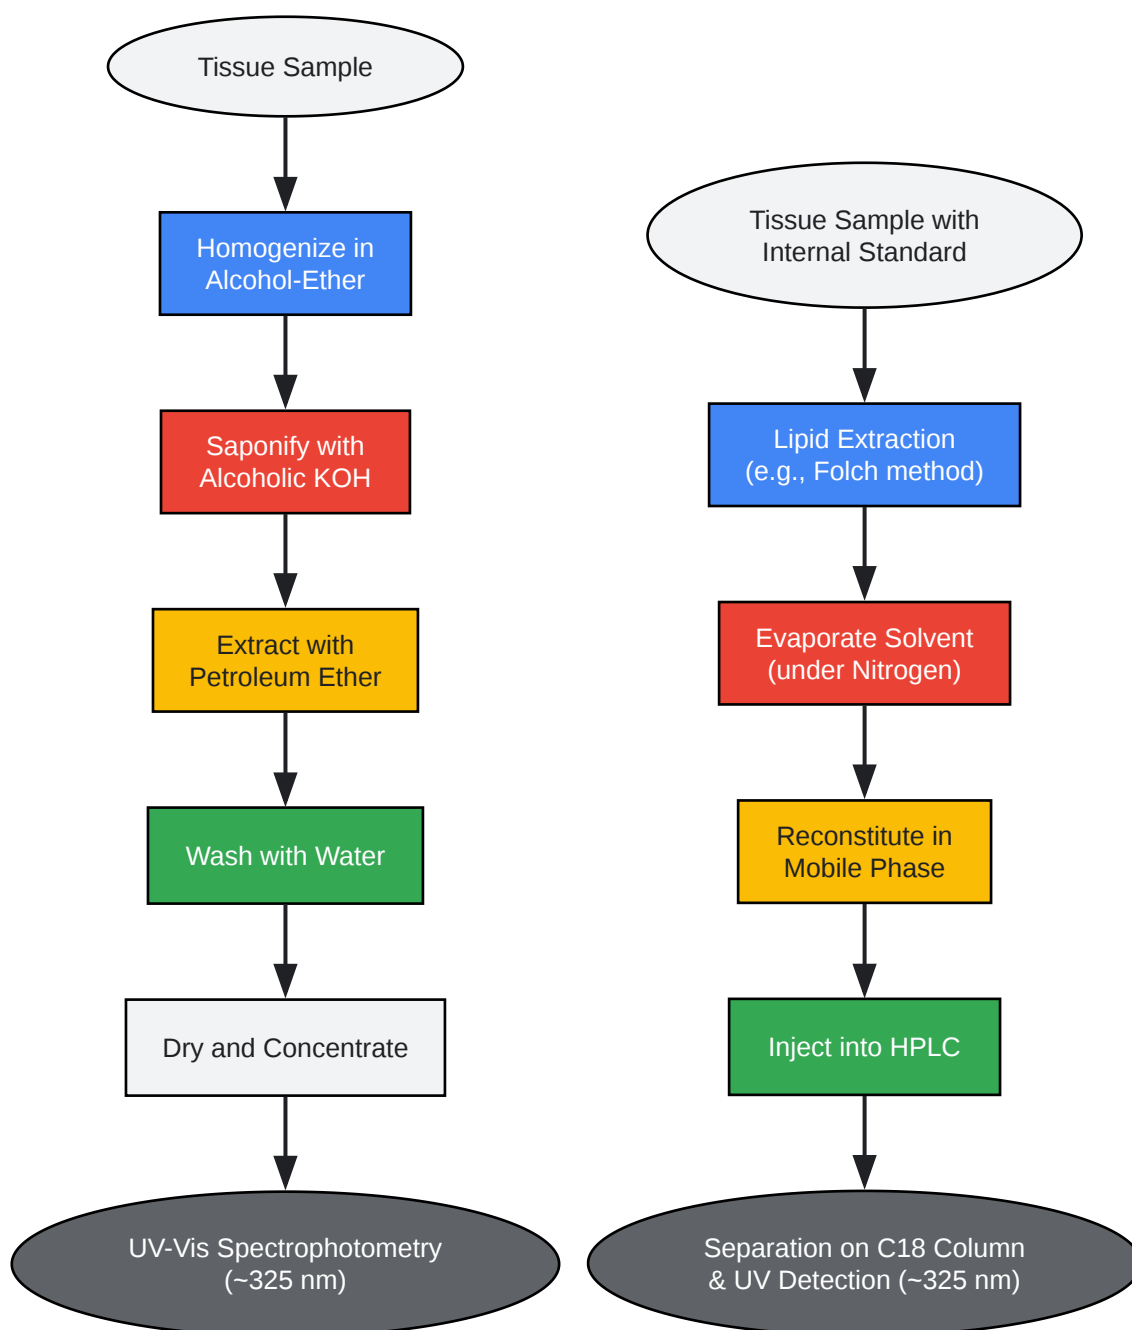 Tissue Sample
Homogenize in
Alcohol-Ether
Saponify with
Alcoholic KOH
Extract with
Petroleum Ether
Wash with Water
Dry and Concentrate
UV-Vis Spectrophotometry
(~325 nm)
Tissue Sample with
Internal Standard
Lipid Extraction
(e.g., Folch method)
Evaporate Solvent
(under Nitrogen)
Reconstitute in
Mobile Phase
Inject into HPLC
Separation on C18 Column
& UV Detection (~325 nm)